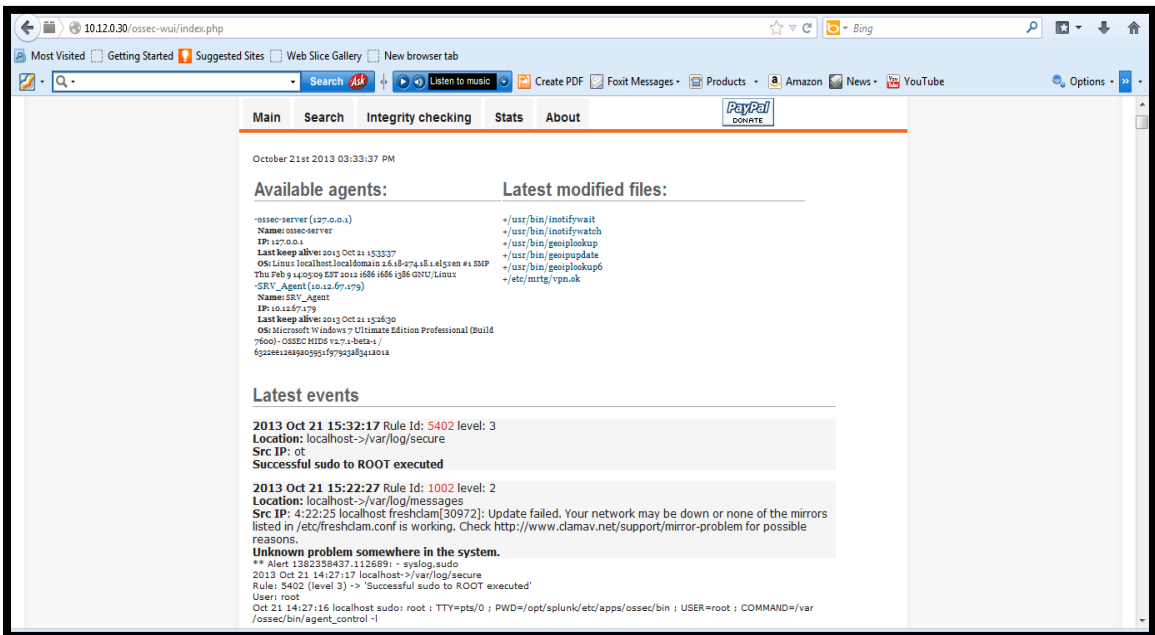 10.12.0.30/ossec-wui/index.php
Bing
Most Visited Getting Started Suggested Sites Web Slice Gallery New browser tab
Search Ask Listen to music Create PDF Foxit Messages Products Amazon News YouTube Options »
Main Search Integrity checking Stats About PayPal DONATE
October 21st 2013 03:33:37 PM
Available agents:
-ossec-server (127.0.0.1)
Name: ossec-server
IP: 127.0.0.1
Last keep alive: 2013 Oct 21 15:33:37
OS: Linux localhost.localdomain 2.6.18-274.18.1.el5xen #1 SMP
Thu Feb 9 14:05:09 EST 2012 i686 i686 i386 GNU/Linux
-SRV_Agent (10.12.67.179)
Name: SRV_Agent
IP: 10.12.67.179
Last keep alive: 2013 Oct 21 15:26:30
OS: Microsoft Windows 7 Ultimate Edition Professional (Build
7600) - OSSEC HIDS v2.7.1-beta-1 /
6322ee12ea9a05951f97923a8341a01a
Latest modified files:
+/usr/bin/inotifywait
+/usr/bin/inotifywatch
+/usr/bin/geoiplookup
+/usr/bin/geoipupdate
+/usr/bin/geoiplookup6
+/etc/mrtg/vpn.ok
Latest events
2013 Oct 21 15:32:17 Rule Id: 5402 level: 3
Location: localhost->/var/log/secure
Src IP: ot
Successful sudo to ROOT executed
2013 Oct 21 15:22:27 Rule Id: 1002 level: 2
Location: localhost->/var/log/messages
Src IP: 4:22:25 localhost freshclam[30972]: Update failed. Your network may be down or none of the mirrors
listed in /etc/freshclam.conf is working. Check http://www.clamav.net/support/mirror-problem for possible
reasons.
Unknown problem somewhere in the system.
** Alert 1382358437.112689: - syslog,sudo
2013 Oct 21 14:27:17 localhost->/var/log/secure
Rule: 5402 (level 3) -> 'Successful sudo to ROOT executed'
User: root
Oct 21 14:27:16 localhost sudo: root : TTY=pts/0 ; PWD=/opt/splunk/etc/apps/ossec/bin ; USER=root ; COMMAND=/var
/ossec/bin/agent_control -l